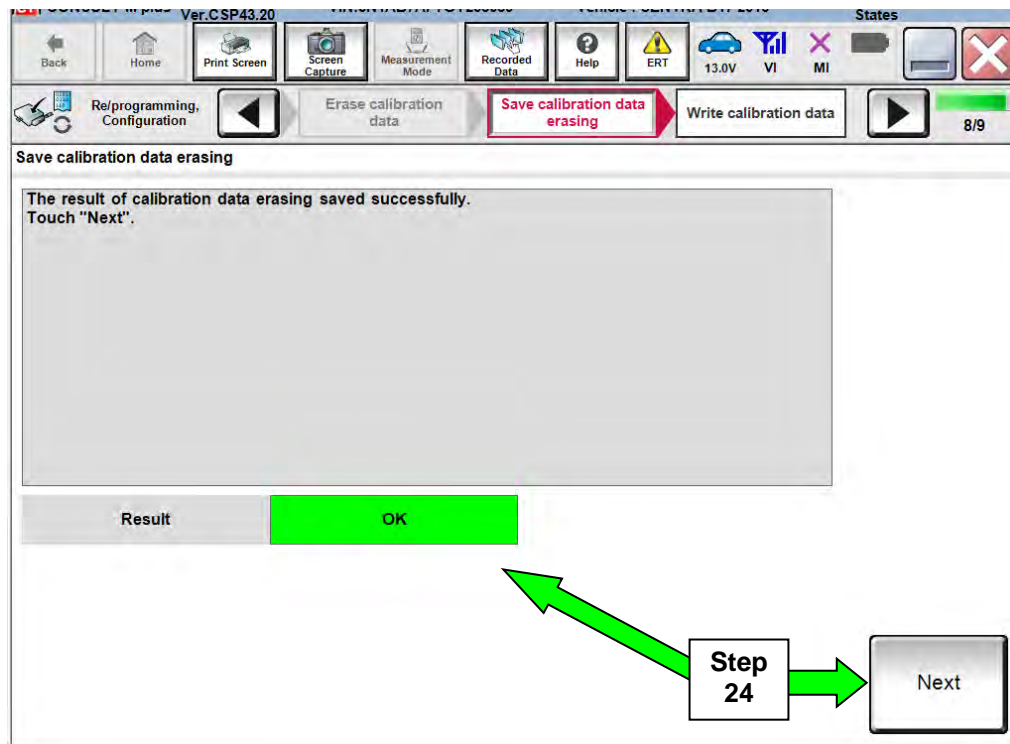 Ver.CSP43.20
States
Back
Home
Print Screen
Screen
Capture
Measurement
Mode
Recorded
Data
Help
ERT
13.0V
VI
MI
Re/programming,
Configuration
Erase calibration
data
Save calibration data
erasing
Write calibration data
8/9
Save calibration data erasing
The result of calibration data erasing saved successfully.
Touch "Next".
Result
OK
Step
24
Next